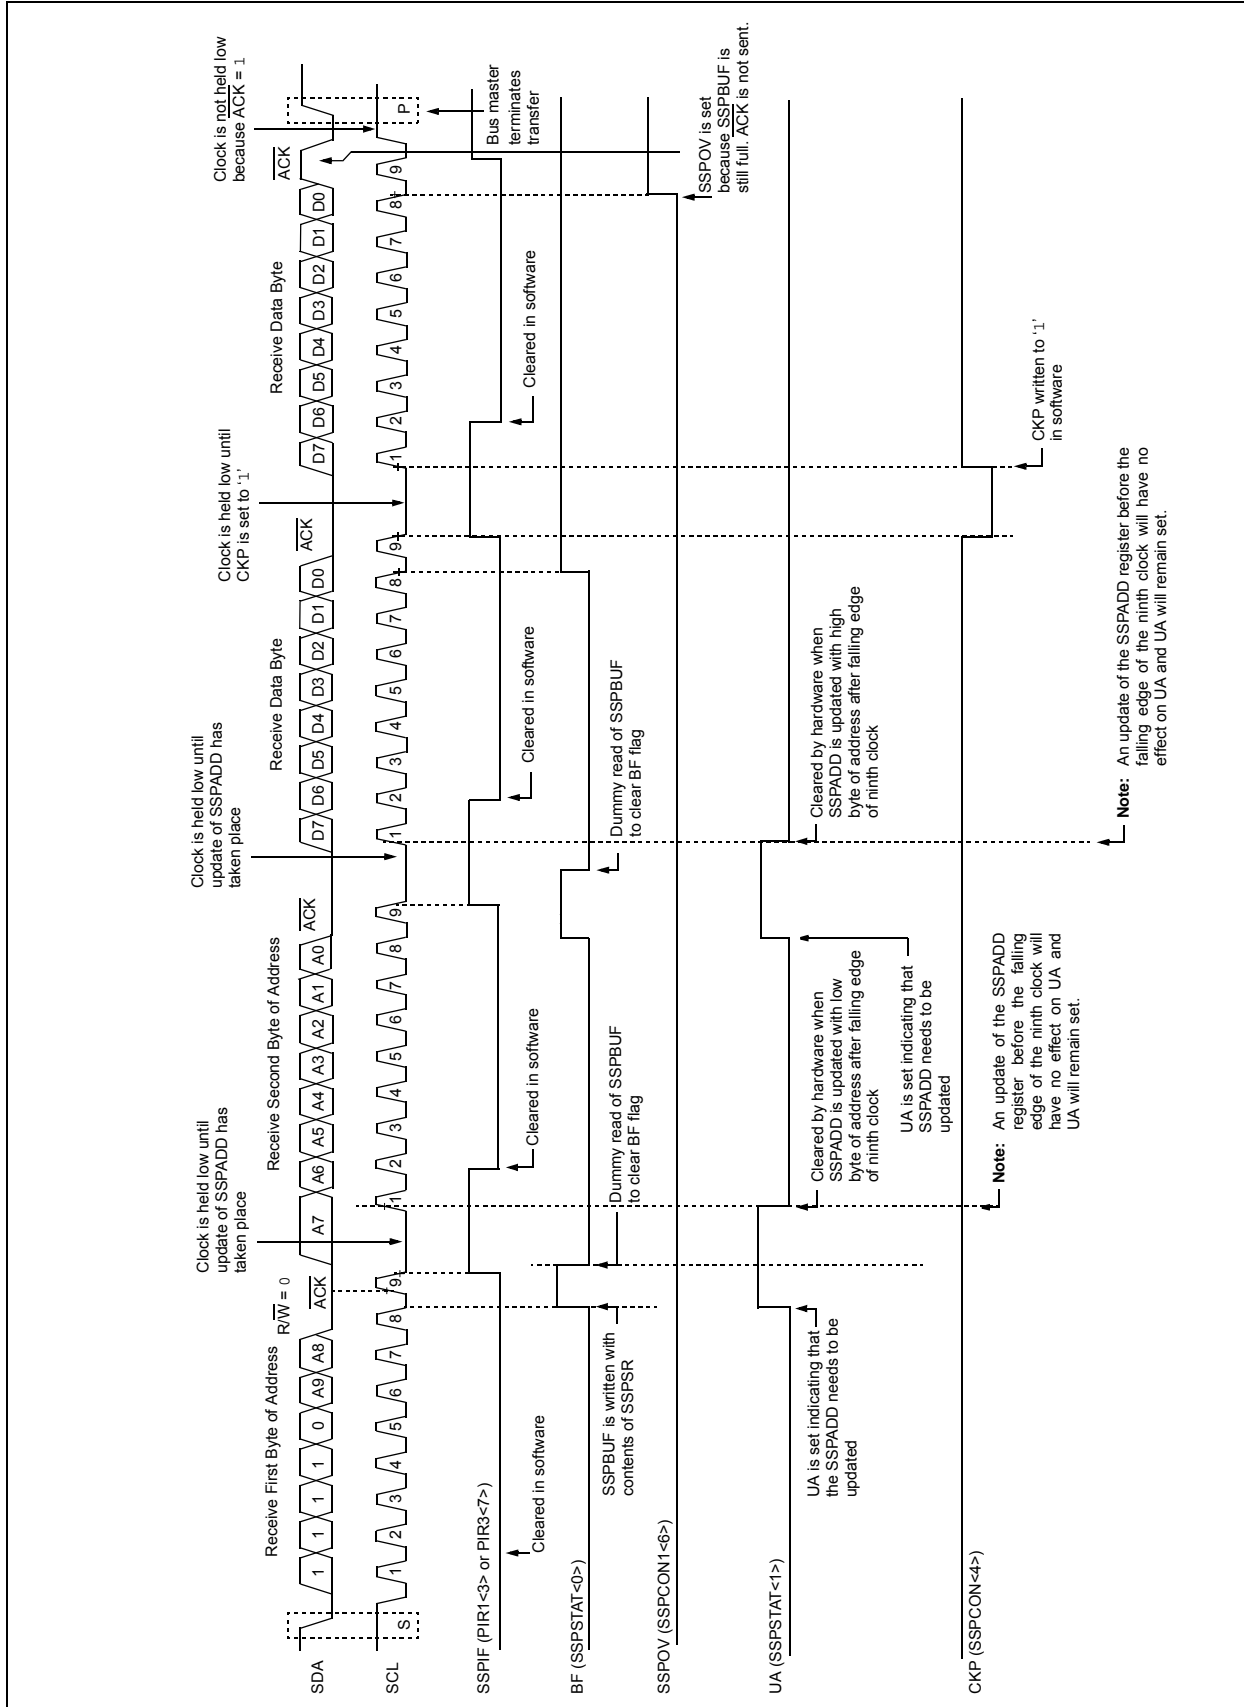 Receive First Byte of Address
R/W = 0
ACK
Clock is held low until
update of SSPADD has
taken place
Receive Second Byte of Address
ACK
Clock is held low until
update of SSPADD has
taken place
Receive Data Byte
ACK
Clock is held low until
CKP is set to ‘1’
Receive Data Byte
ACK
Clock is not held low
because ACK = 1
SDA
1 1 1 1 0 A9 A8 A7 A6 A5 A4 A3 A2 A1 A0 D7 D6 D5 D4 D3 D2 D1 D0 D7 D6 D5 D4 D3 D2 D1 D0
SCL
S 1 2 3 4 5 6 7 8 9 1 2 3 4 5 6 7 8 9 1 2 3 4 5 6 7 8 9 1 2 3 4 5 6 7 8 9 P
Bus master
terminates
transfer
SSPIF (PIR1<3> or PIR3<7>)
Cleared in software
Cleared in software
Cleared in software
Cleared in software
BF (SSPSTAT<0>)
SSPBUF is written with
contents of SSPSR
Dummy read of SSPBUF
to clear BF flag
Dummy read of SSPBUF
to clear BF flag
SSPOV (SSPCON1<6>)
SSPOV is set
because SSPBUF is
still full. ACK is not sent.
UA (SSPSTAT<1>)
UA is set indicating that
the SSPADD needs to be
updated
Cleared by hardware when
SSPADD is updated with low
byte of address after falling edge
of ninth clock
UA is set indicating that
SSPADD needs to be
updated
Cleared by hardware when
SSPADD is updated with high
byte of address after falling edge
of ninth clock
CKP (SSPCON<4>)
CKP written to ‘1’
in software
Note: An update of the SSPADD
register before the falling
edge of the ninth clock will
have no effect on UA and
UA will remain set.
Note: An update of the SSPADD register before the
falling edge of the ninth clock will have no
effect on UA and UA will remain set.